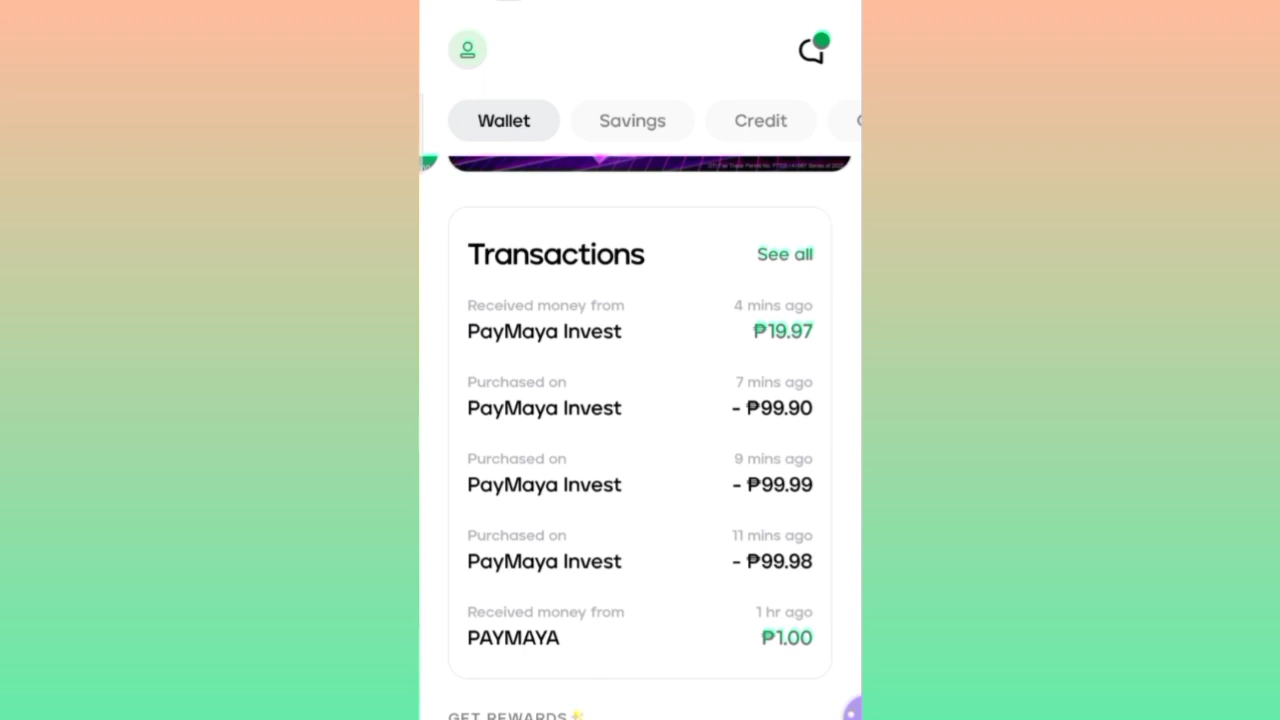 Wallet Savings Credit
Transactions See all
Received money from 4 mins ago
PayMaya Invest ₱19.97
Purchased on 7 mins ago
PayMaya Invest - ₱99.90
Purchased on 9 mins ago
PayMaya Invest - ₱99.99
Purchased on 11 mins ago
PayMaya Invest - ₱99.98
Received money from 1 hr ago
PAYMAYA ₱1.00
GET REWARDS✨